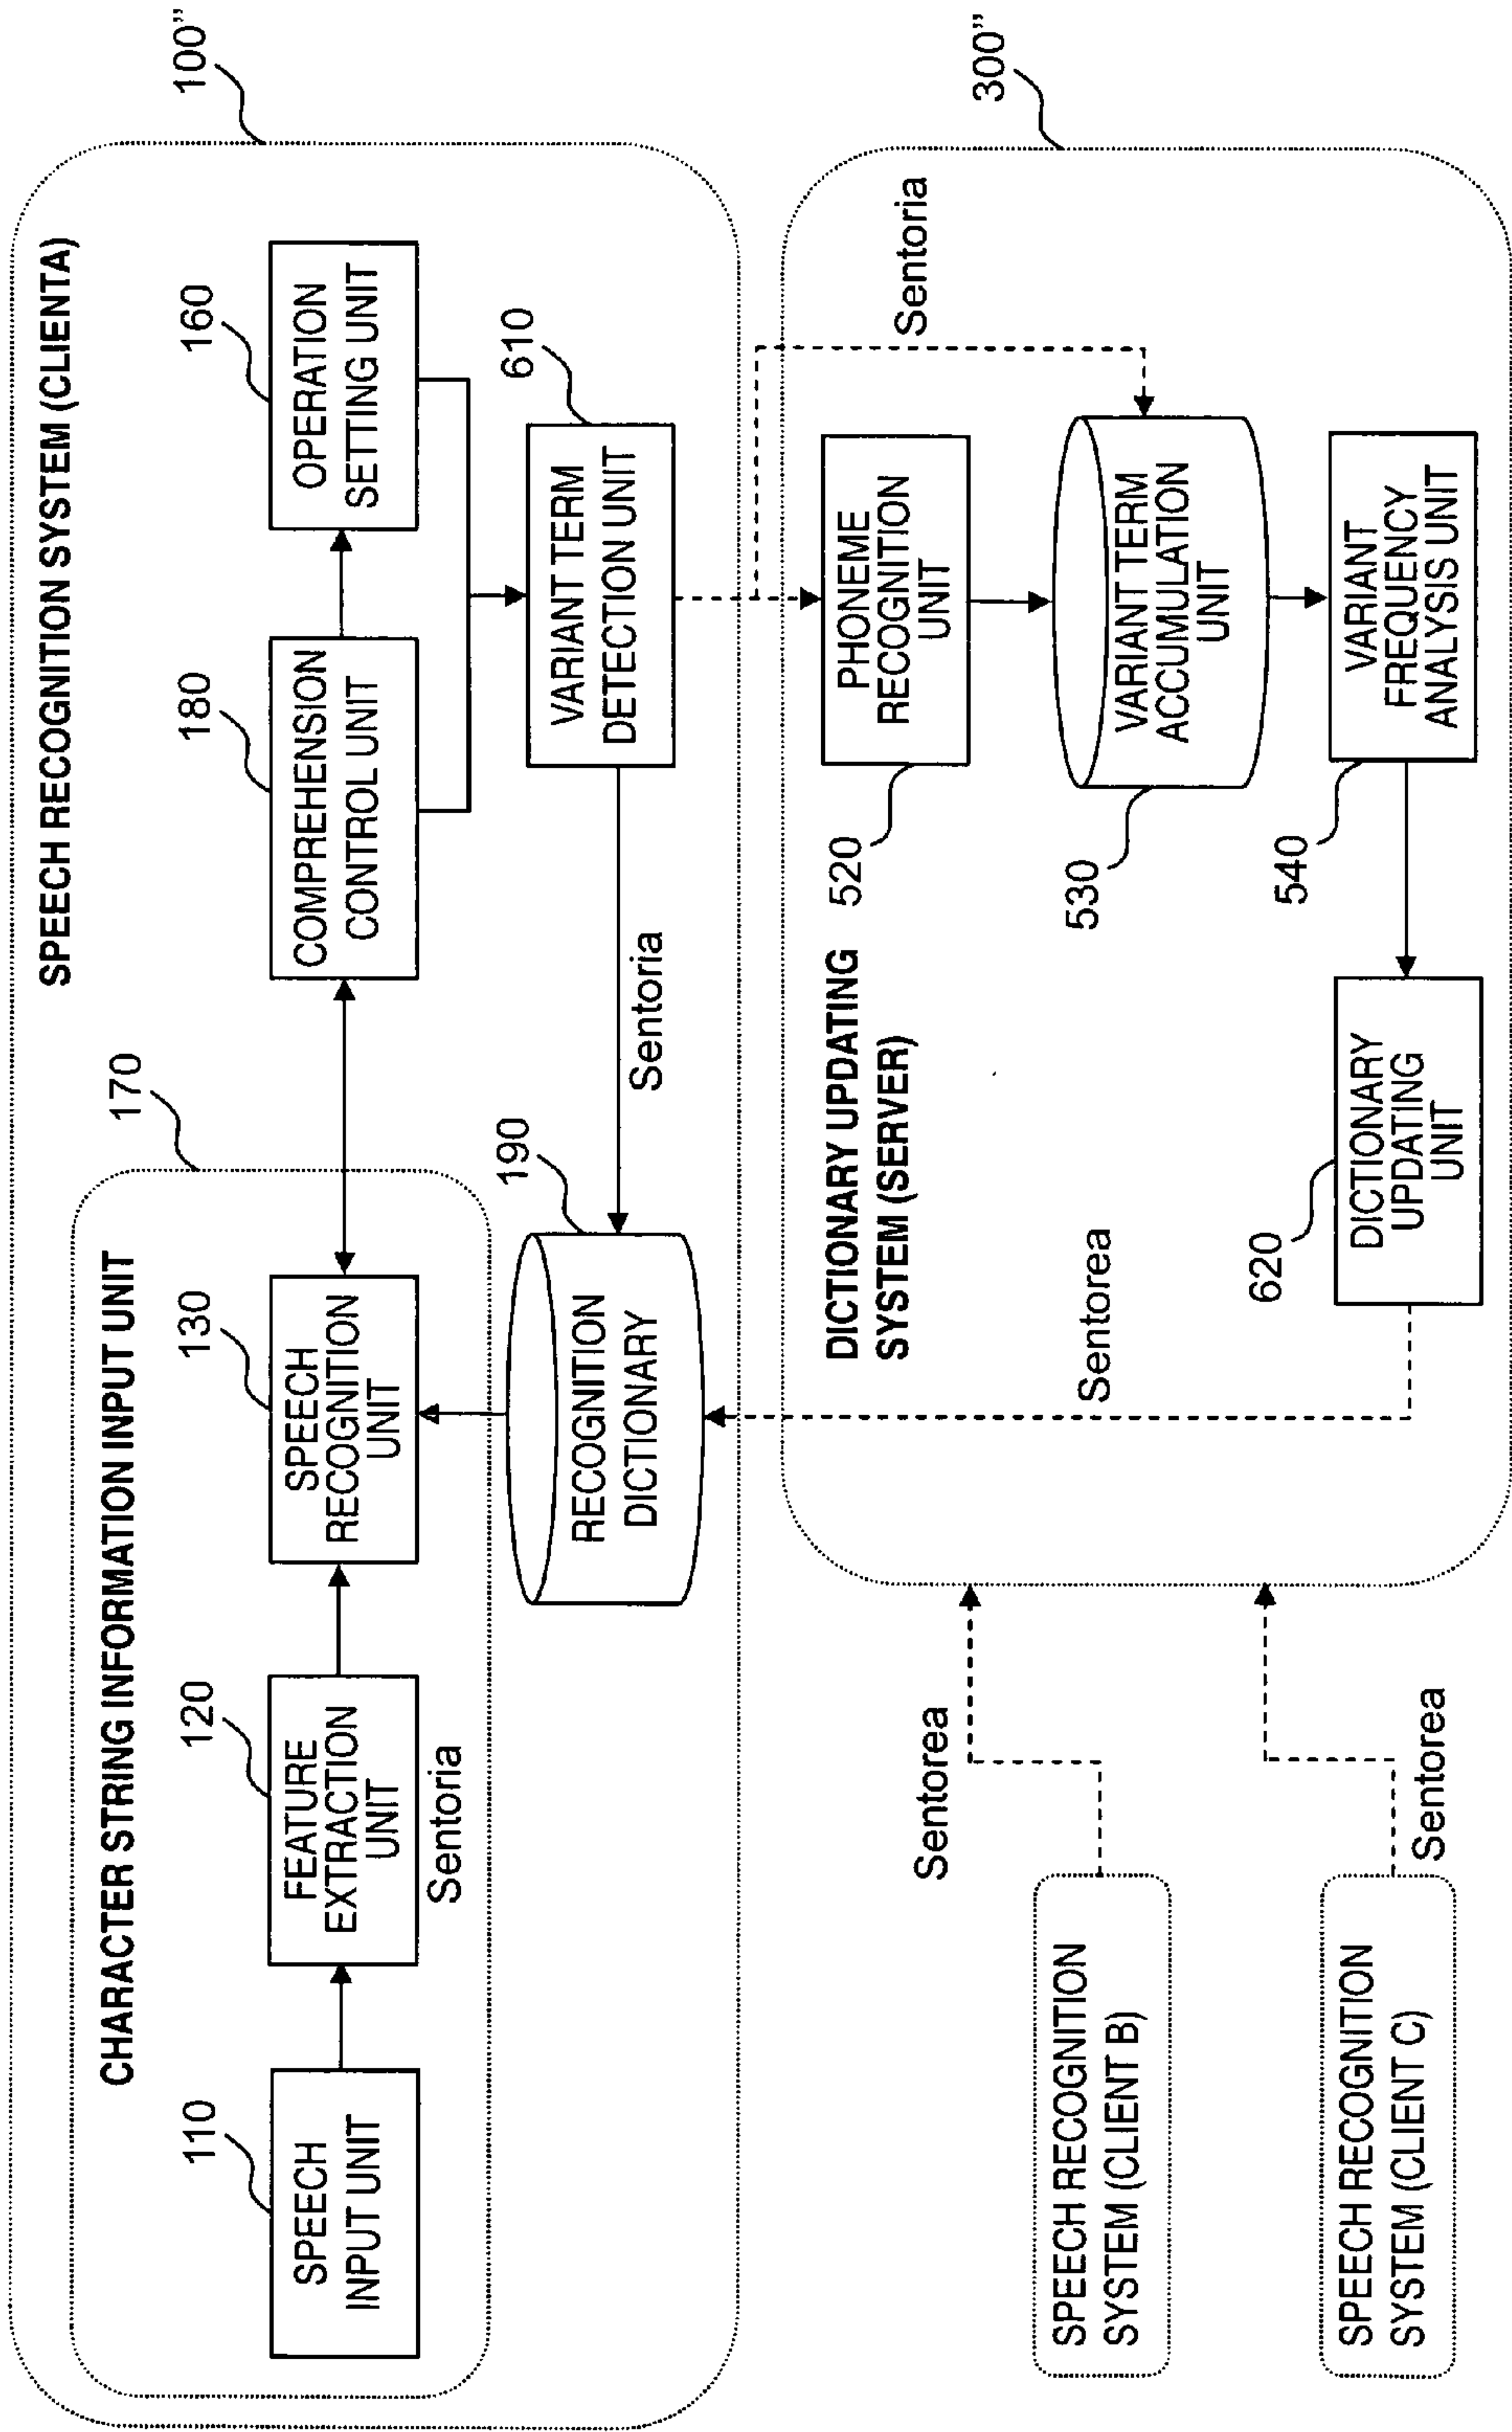 SPEECH RECOGNITION SYSTEM (CLIENTA)
100”
CHARACTER STRING INFORMATION INPUT UNIT
170
110
SPEECH
INPUT UNIT
120
FEATURE
EXTRACTION
UNIT
Sentoria
130
SPEECH
RECOGNITION
UNIT
180
COMPREHENSION
CONTROL UNIT
160
OPERATION
SETTING UNIT
190
RECOGNITION
DICTIONARY
Sentoria
610
VARIANT TERM
DETECTION UNIT
300”
DICTIONARY UPDATING
SYSTEM (SERVER)
Sentoria
520
PHONEME
RECOGNITION
UNIT
530
VARIANT TERM
ACCUMULATION
UNIT
540
VARIANT
FREQUENCY
ANALYSIS UNIT
620
DICTIONARY
UPDATING
UNIT
Sentorea
Sentorea
SPEECH RECOGNITION
SYSTEM (CLIENT B)
Sentorea
SPEECH RECOGNITION
SYSTEM (CLIENT C)